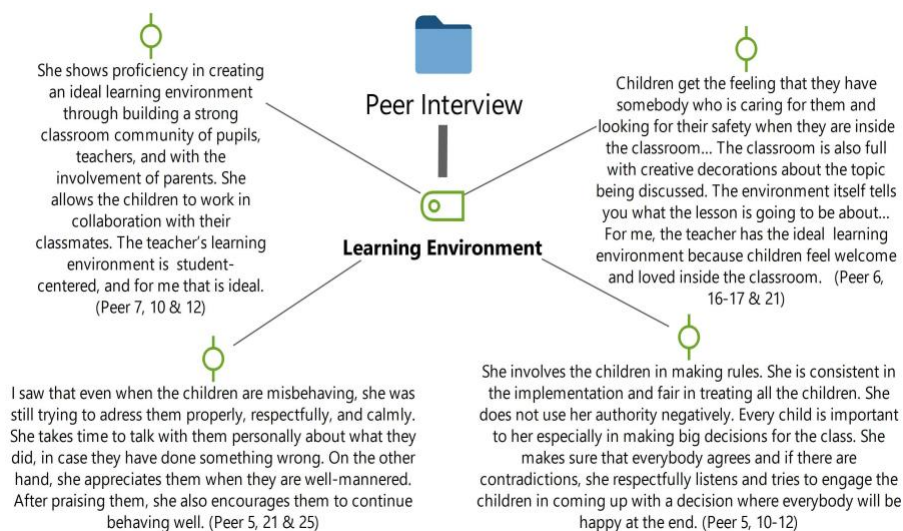 Peer Interview
Learning Environment
She shows proficiency in creating
an ideal learning environment
through building a strong
classroom community of pupils,
teachers, and with the
involvement of parents. She
allows the children to work in
collaboration with their
classmates. The teacher's learning
environment is student-
centered, and for me that is ideal.
(Peer 7, 10 & 12)
Children get the feeling that they have
somebody who is caring for them and
looking for their safety when they are inside
the classroom... The classroom is also full
with creative decorations about the topic
being discussed. The environment itself tells
you what the lesson is going to be about...
For me, the teacher has the ideal learning
environment because children feel welcome
and loved inside the classroom. (Peer 6,
16-17 & 21)
I saw that even when the children are misbehaving, she was
still trying to adress them properly, respectfully, and calmly.
She takes time to talk with them personally about what they
did, in case they have done something wrong. On the other
hand, she appreciates them when they are well-mannered.
After praising them, she also encourages them to continue
behaving well. (Peer 5, 21 & 25)
She involves the children in making rules. She is consistent in
the implementation and fair in treating all the children. She
does not use her authority negatively. Every child is important
to her especially in making big decisions for the class. She
makes sure that everybody agrees and if there are
contradictions, she respectfully listens and tries to engage the
children in coming up with a decision where everybody will be
happy at the end. (Peer 5, 10-12)